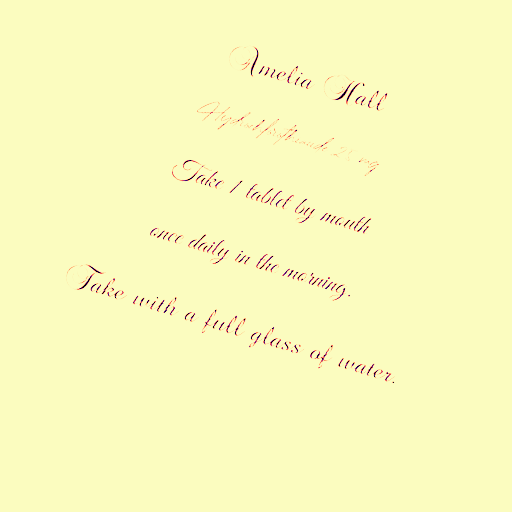 Amelia Hall
25 mg
Take 1 tablet by mouth
once daily in the morning.
Take with a full glass of water.